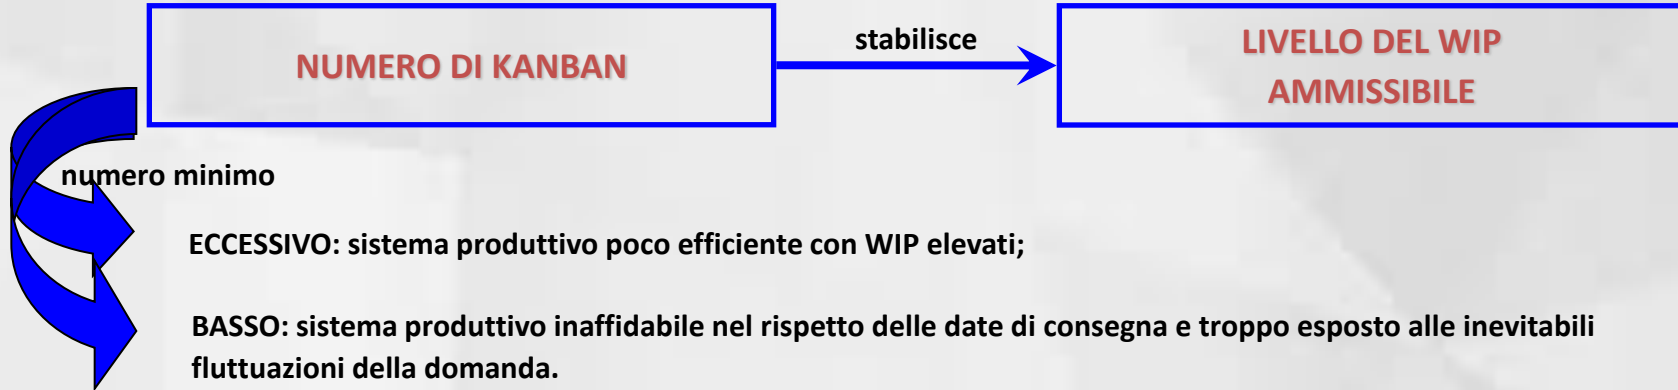 NUMERO DI KANBAN
stabilisce
LIVELLO DEL WIP
AMMISSIBILE
numero minimo
ECCESSIVO: sistema produttivo poco efficiente con WIP elevati;
BASSO: sistema produttivo inaffidabile nel rispetto delle date di consegna e troppo esposto alle inevitabili
fluttuazioni della domanda.